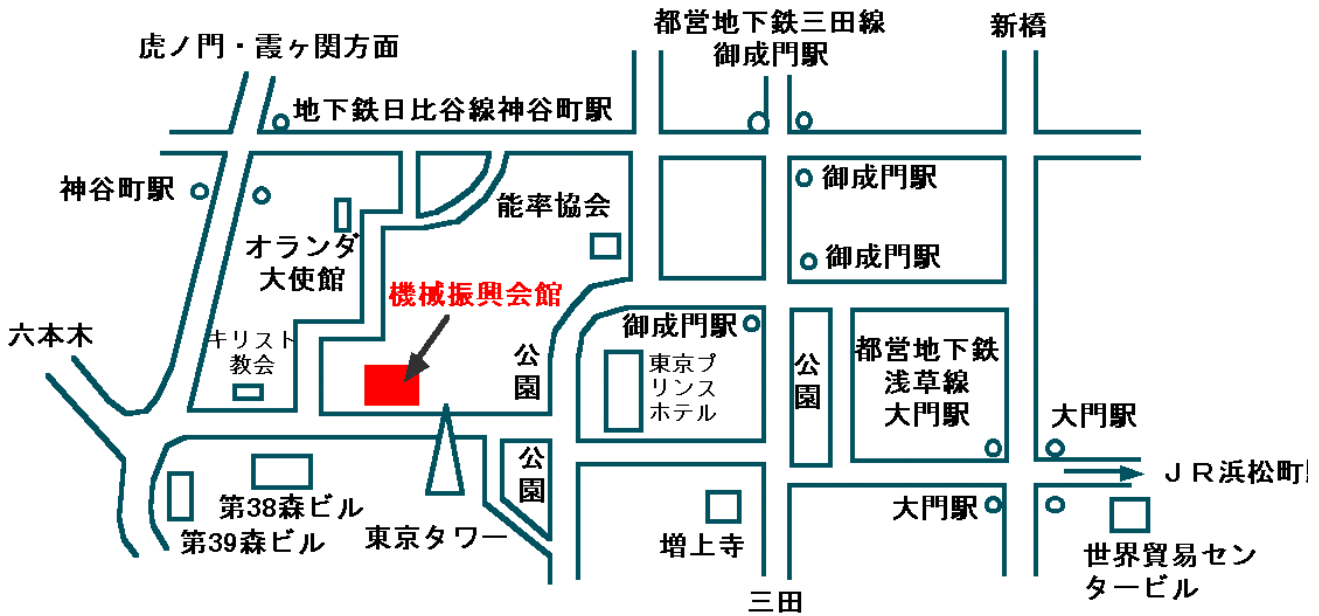 都営地下鉄三田線
御成門駅
新橋
虎ノ門・霞ヶ関方面
地下鉄日比谷線神谷町駅
神谷町駅
御成門駅
能率協会
オランダ
大使館
御成門駅
機械振興会館
六本木
キリスト
教会
公
園
御成門駅
東京プ
リンス
ホテル
公
園
都営地下鉄
浅草線
大門駅
大門駅
公
園
JR浜松町
第38森ビル
第39森ビル
東京タワー
増上寺
大門駅
世界貿易セン
タービル
三田